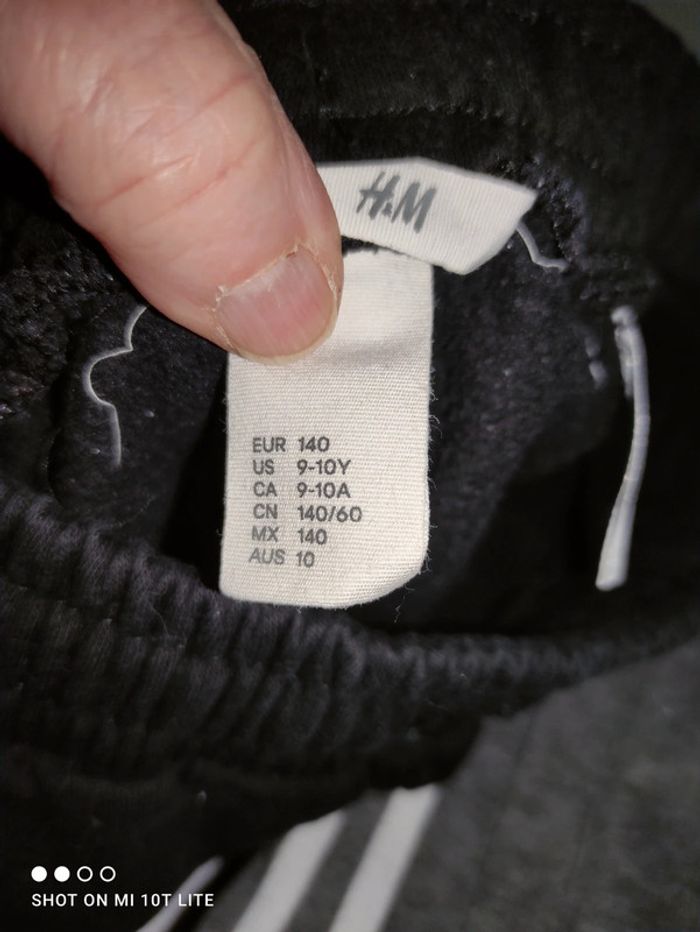 H&M
EUR 140
US 9-10Y
CA 9-10A
CN 140/60
MX 140
AUS 10
SHOT ON MI 10T LITE